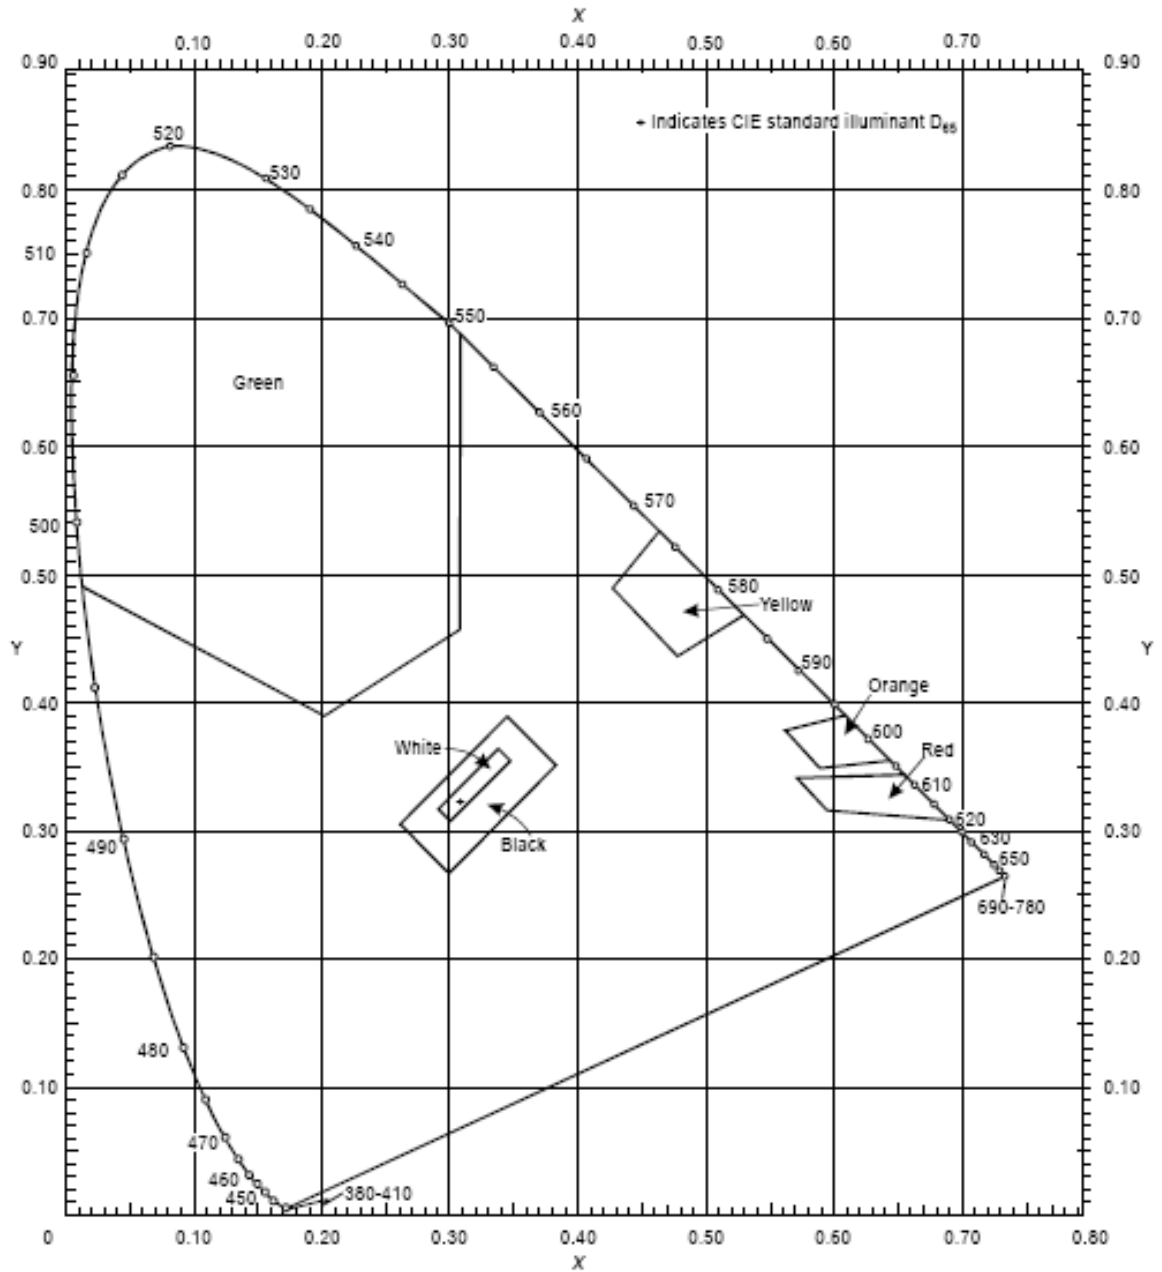 X
0.10 0.20 0.30 0.40 0.50 0.60 0.70
0.90 0.90
+ Indicates CIE standard illuminant D65
520
530
0.80 0.80
540
510
0.70 550 0.70
Green
560
0.60 0.60
570
500
0.50 580 0.50
Yellow
Y Y
590
Orange
0.40 0.40
600
White Red
610
520
0.30 0.30
630
Black
490
650
690-780
0.20 0.20
480
0.10 0.10
470
460
450 380-410
0 0.10 0.20 0.30 0.40 0.50 0.60 0.70 0.80
X